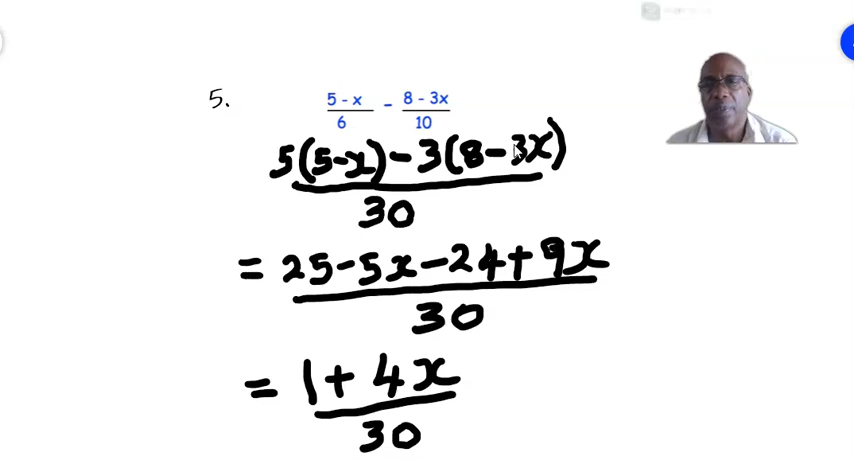 5. (5 - x)/6 - (8 - 3x)/10
5(5-x) - 3(8-3x)
30
= 25-5x-24+9x
30
= 1+4x
30